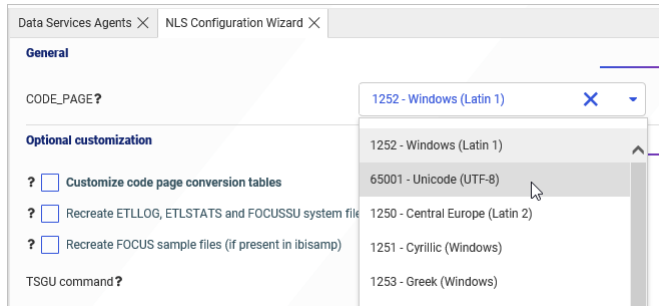 Data Services Agents
NLS Configuration Wizard
General
CODE_PAGE?
1252 - Windows (Latin 1)
1252 - Windows (Latin 1)
65001 - Unicode (UTF-8)
1250 - Central Europe (Latin 2)
1251 - Cyrillic (Windows)
1253 - Greek (Windows)
Optional customization
? Customize code page conversion tables
? Recreate ETLLOG, ETLSTATS and FOCUSSU system file
? Recreate FOCUS sample files (if present in ibisamp)
TSGU command?